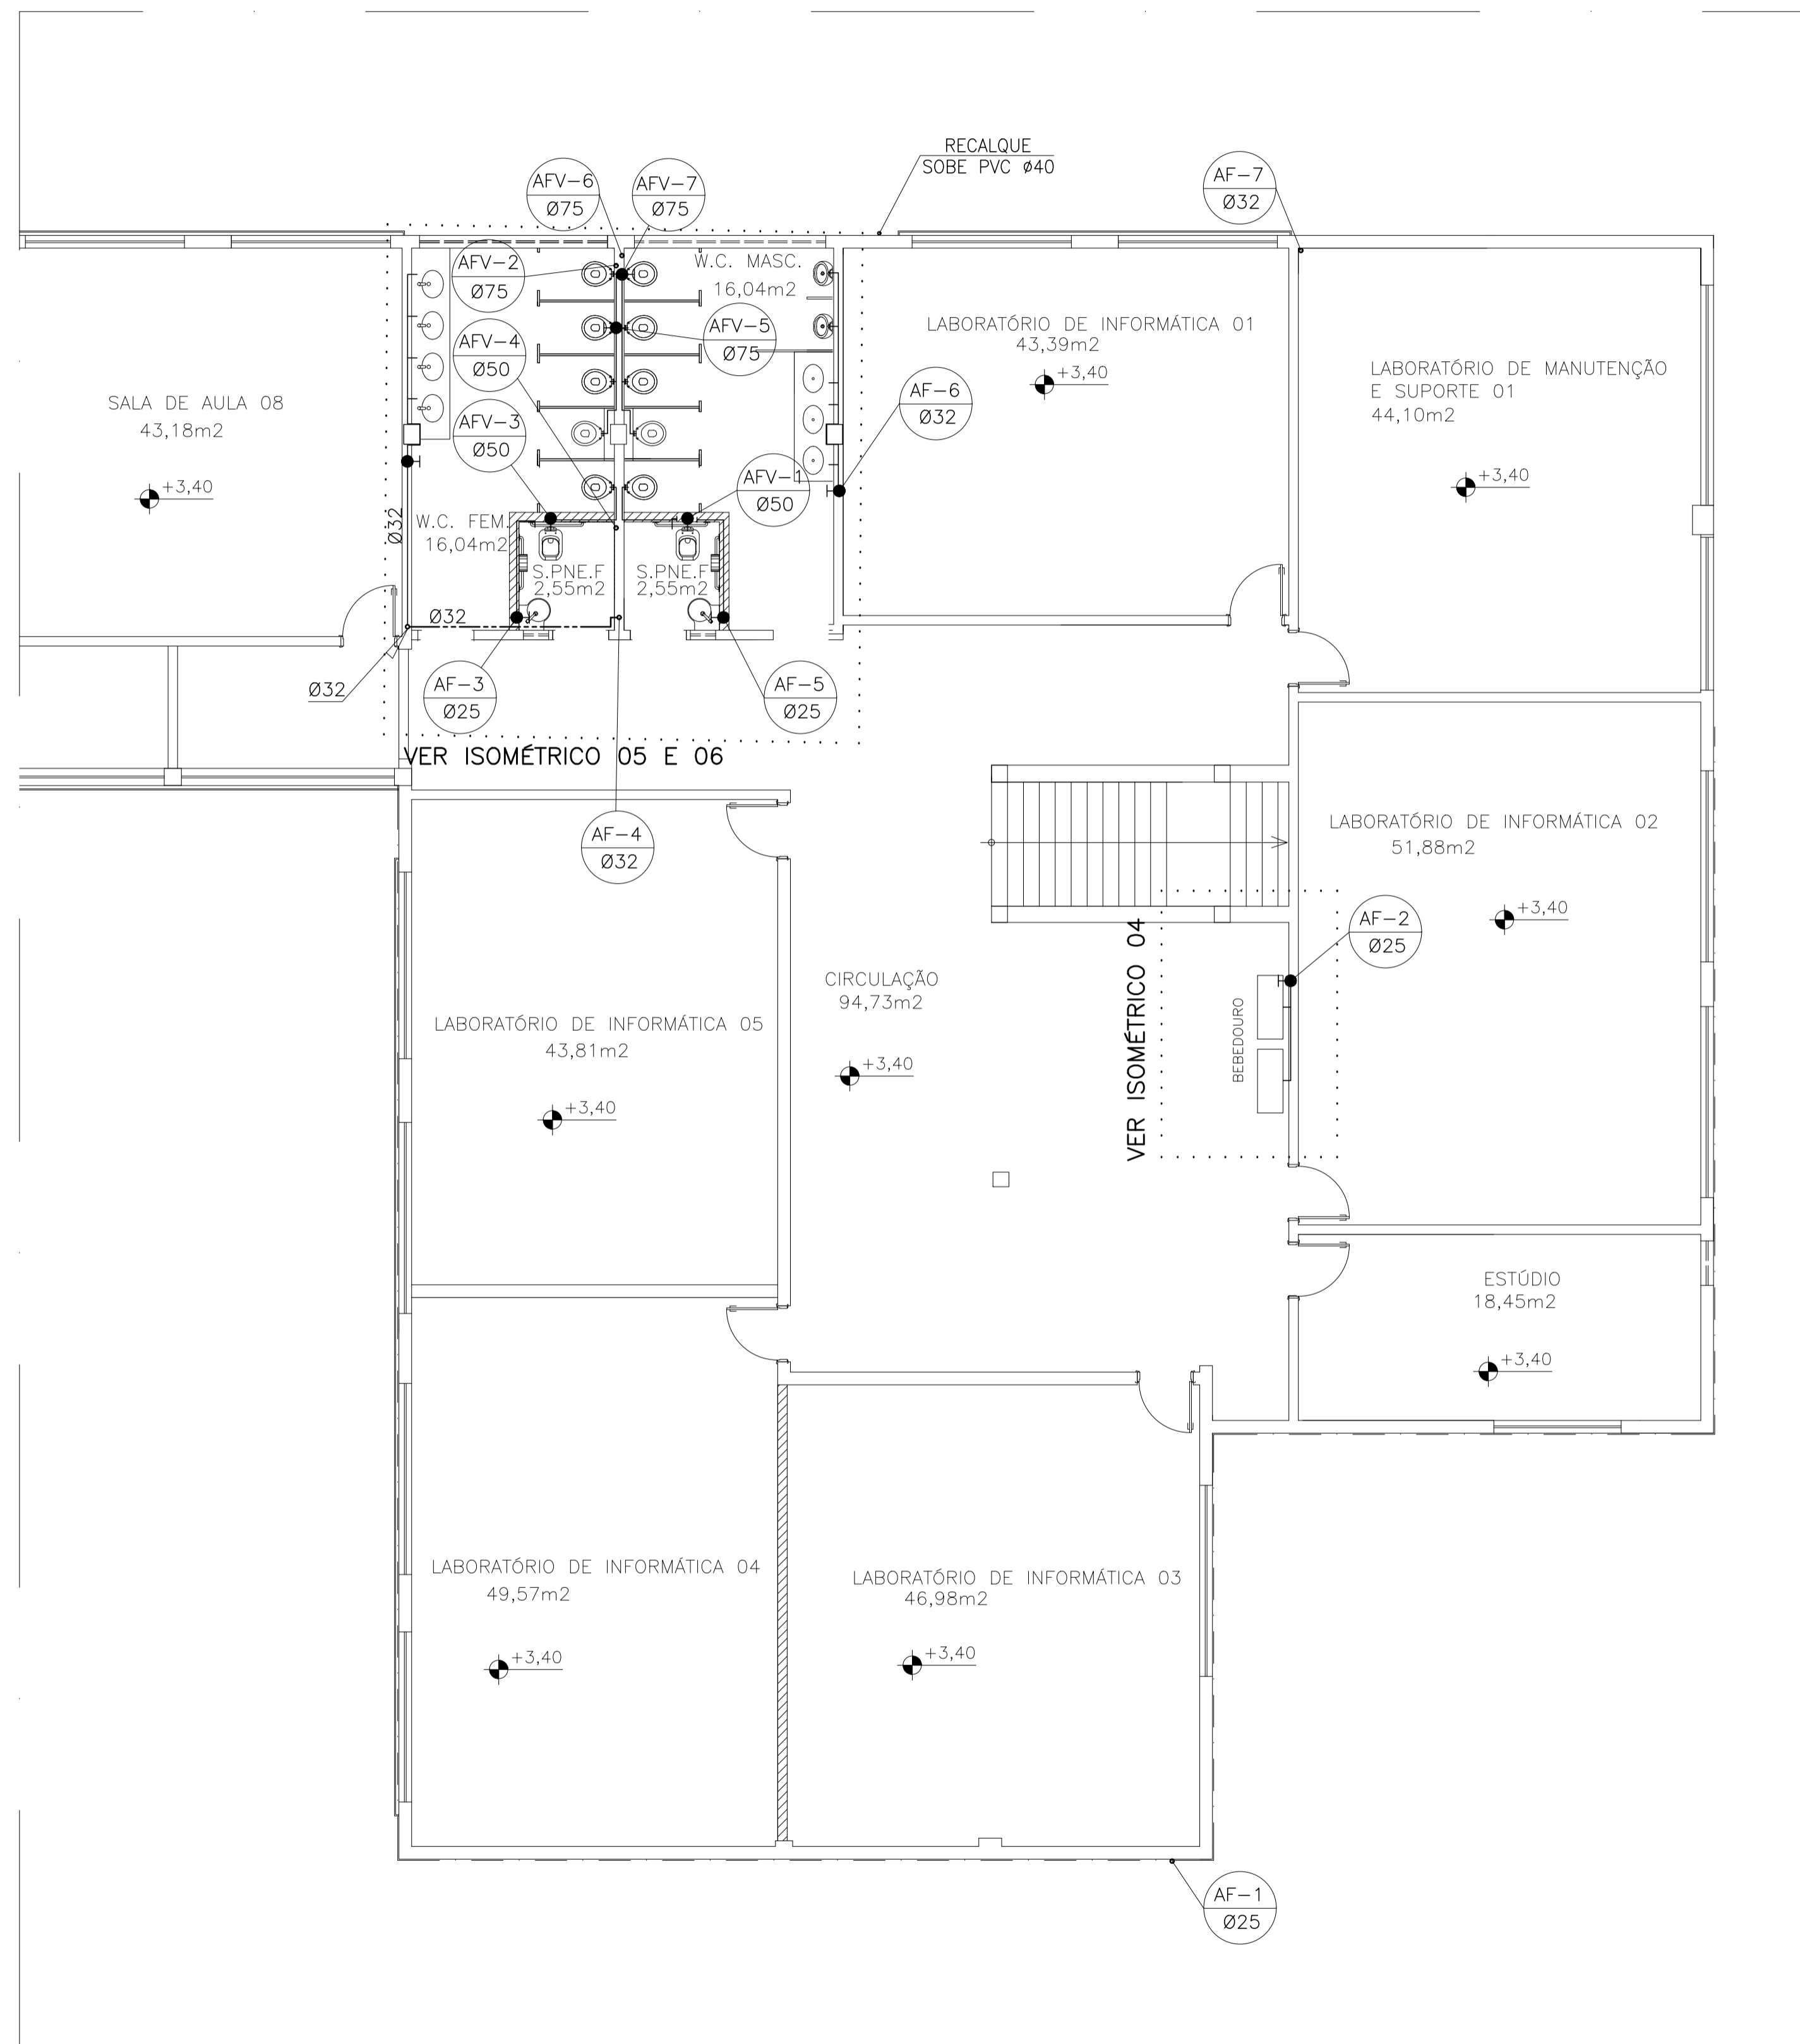 RECALQUE
SOBE PVC ø40
AFV-6
Ø75
AFV-7
Ø75
AF-7
Ø32
AFV-2
Ø75
W.C. MASC.
16,04m2
AFV-4
Ø50
AFV-5
Ø75
LABORATÓRIO DE INFORMÁTICA 01
43,39m2
+3,40
LABORATÓRIO DE MANUTENÇÃO
E SUPORTE 01
44,10m2
+3,40
SALA DE AULA 08
43,18m2
+3,40
AF-6
Ø32
AFV-3
Ø50
AFV-1
Ø50
Ø32
W.C. FEM.
16,04m2
S.PNE.F
2,55m2
S.PNE.F
2,55m2
Ø32
Ø32
AF-3
Ø25
AF-5
Ø25
VER ISOMÉTRICO 05 E 06
AF-4
Ø32
LABORATÓRIO DE INFORMÁTICA 02
51,88m2
+3,40
AF-2
Ø25
VER ISOMÉTRICO 04
BEBEDOURO
CIRCULAÇÃO
94,73m2
+3,40
LABORATÓRIO DE INFORMÁTICA 05
43,81m2
+3,40
ESTÚDIO
18,45m2
+3,40
LABORATÓRIO DE INFORMÁTICA 04
49,57m2
+3,40
LABORATÓRIO DE INFORMÁTICA 03
46,98m2
+3,40
AF-1
Ø25